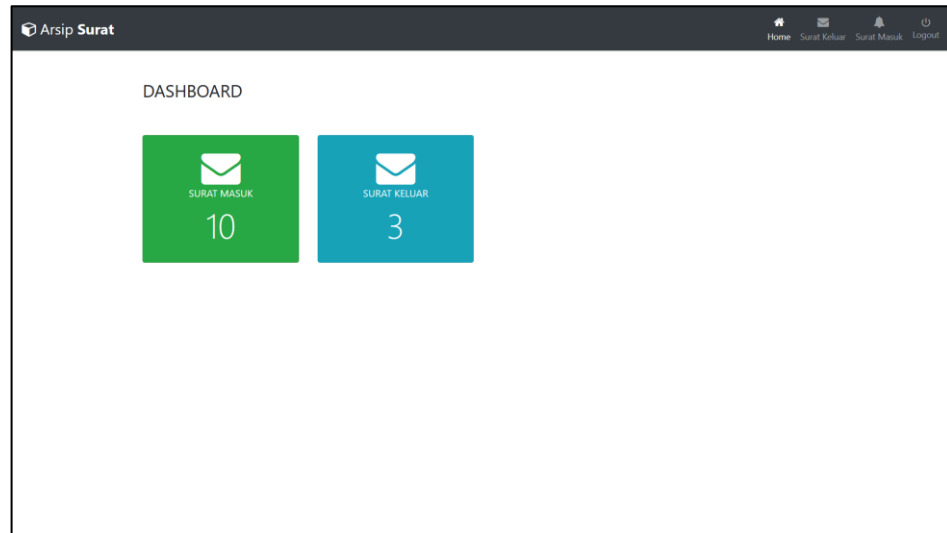 Arsip Surat
Home Surat Keluar Surat Masuk Logout
DASHBOARD
SURAT MASUK
10
SURAT KELUAR
3